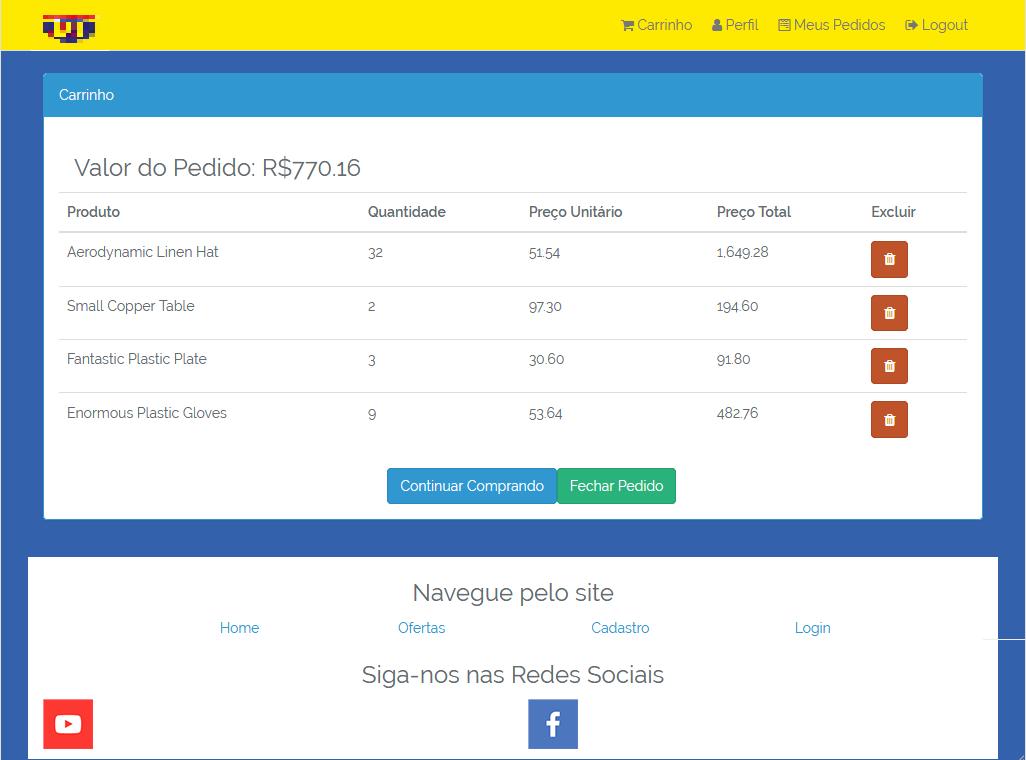 Carrinho Perfil Meus Pedidos Logout
Carrinho
Valor do Pedido: R$770.16
Produto Quantidade Preço Unitário Preço Total Excluir
Aerodynamic Linen Hat 32 51.54 1,649.28
Small Copper Table 2 97.30 194.60
Fantastic Plastic Plate 3 30.60 91.80
Enormous Plastic Gloves 9 53.64 482.76
Continuar Comprando Fechar Pedido
Navegue pelo site
Home Ofertas Cadastro Login
Siga-nos nas Redes Sociais